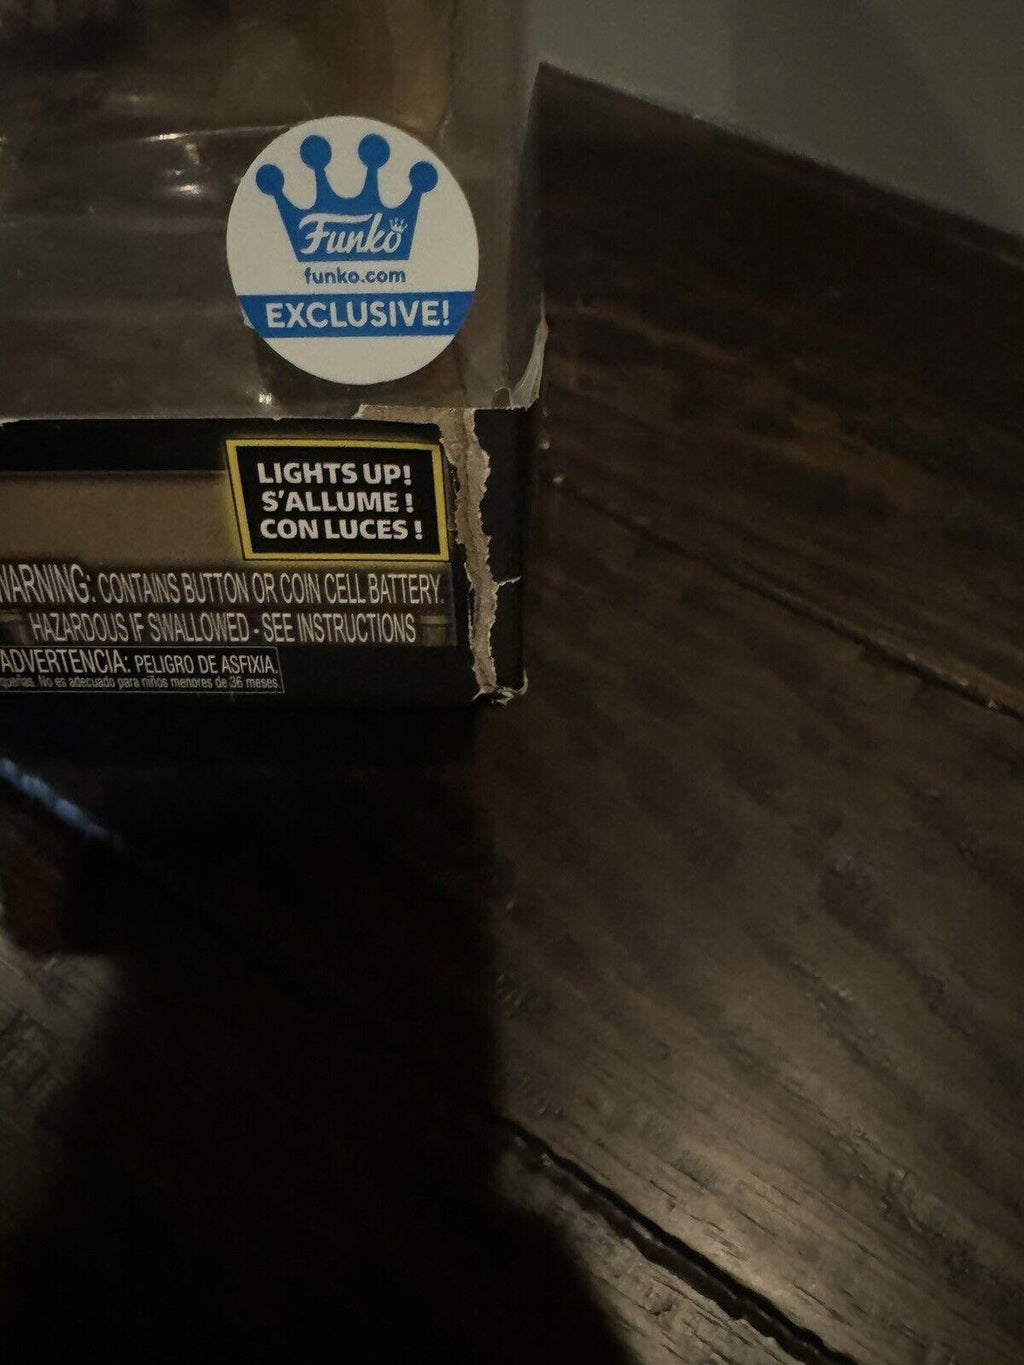 Funko
funko.com
EXCLUSIVE!
LIGHTS UP!
S'ALLUME !
CON LUCES !
WARNING: CONTAINS BUTTON OR COIN CELL BATTERY.
HAZARDOUS IF SWALLOWED - SEE INSTRUCTIONS
ADVERTENCIA: PELIGRO DE ASFIXIA.
No es adecuado para niños menores de 36 meses.